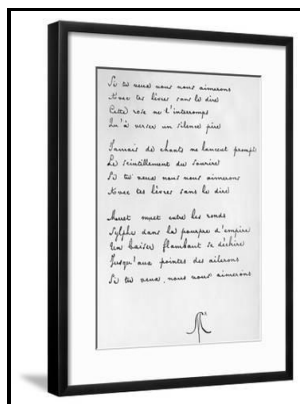 Si tu veux nous nous aimerons
Avec tes lèvres sans le dire
Cette rose ne l'interromps
Qu'à verser un silence pire

Jamais de chants ne lancent prompts
Le scintillement du sourire
Si tu veux nous nous aimerons
Avec tes lèvres sans le dire

Muet muet entre les ronds
Sylphe dans la pourpre d'empire
Un baiser flambant se déchire
Jusqu'aux pointes des ailerons
Si tu veux nous nous aimerons